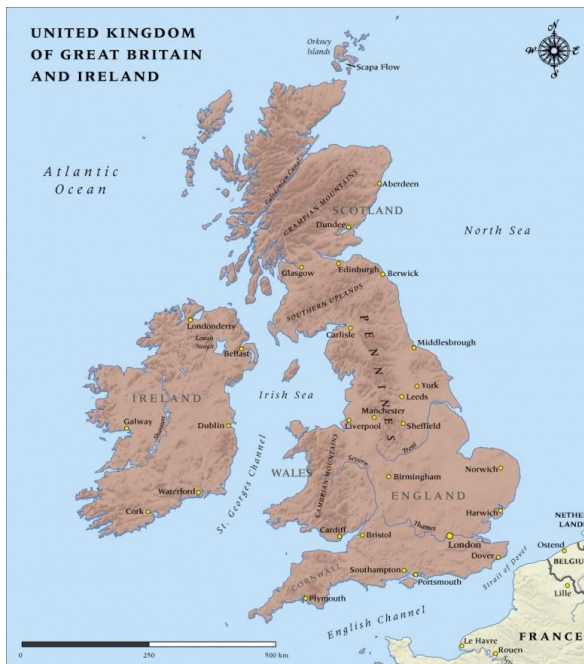 UNITED KINGDOM
OF GREAT BRITAIN
AND IRELAND
Orkney
Islands
Scapa Flow
N
W
E
S
Atlantic
Ocean
Caledonian Canal
GRAMPIAN MOUNTAINS
Aberdeen
SCOTLAND
Dundee
North Sea
Glasgow
Edinburgh
Berwick
SOUTHERN UPLANDS
Londonderry
Lough
Neagh
Belfast
Carlisle
PENNINES
Middlesbrough
IRELAND
Irish Sea
York
Leeds
Galway
Shannon
Dublin
Manchester
Liverpool
Sheffield
Trent
St. Georges Channel
WALES
CAMBRIAN MOUNTAINS
Severn
Birmingham
Norwich
ENGLAND
Waterford
Cork
Harwich
Cardiff
Bristol
Thames
London
Dover
NETHER
LANDS
Ostend
BELGIU
Strait of Dover
Lille
Southampton
Portsmouth
CORNWALL
Plymouth
English Channel
FRANCE
Le Havre
Rouen
0
250
500 km